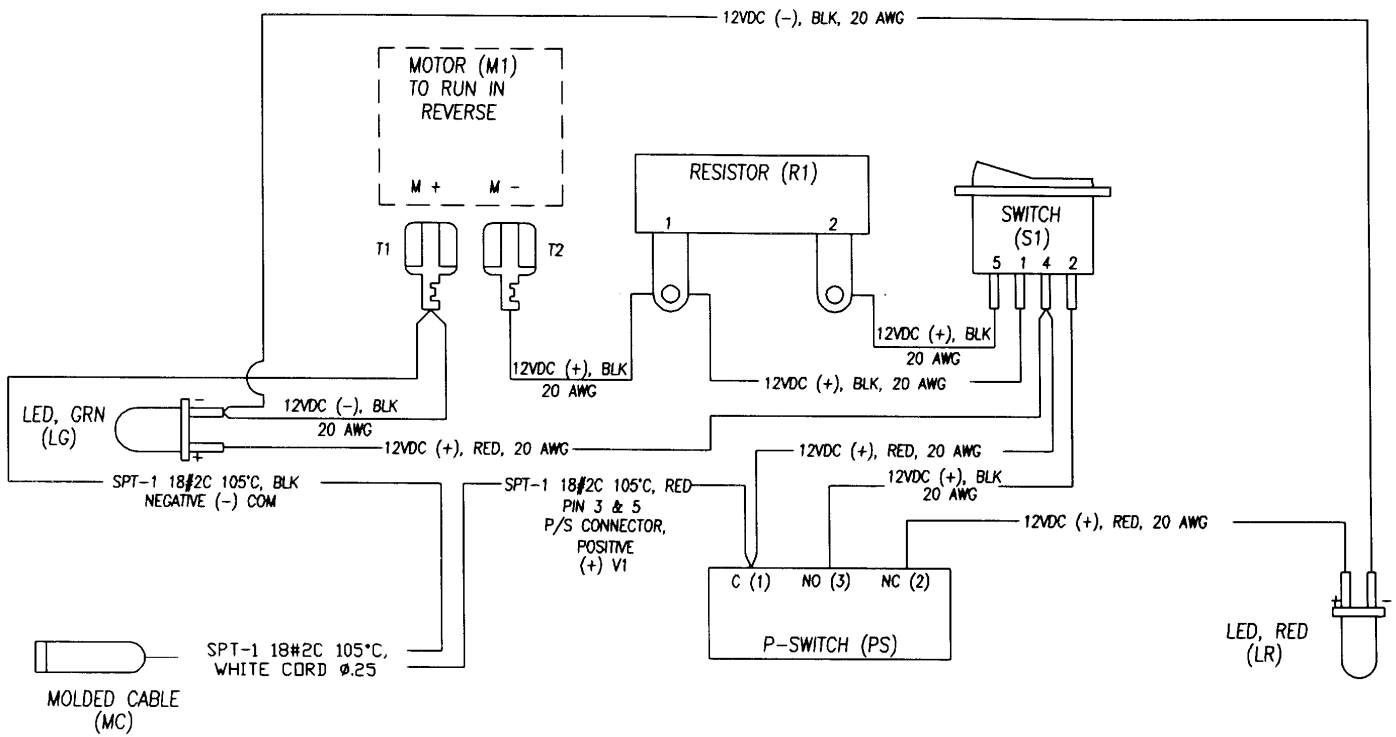 12VDC (-), BLK, 20 AWG
MOTOR (M1)
TO RUN IN
REVERSE
M + M -
T1 T2
RESISTOR (R1)
1 2
SWITCH
(S1)
5 1 4 2
12VDC (+), BLK
20 AWG
12VDC (+), BLK
20 AWG
12VDC (+), BLK, 20 AWG
LED, GRN
(LG)
-
+
12VDC (-), BLK
20 AWG
12VDC (+), RED, 20 AWG
12VDC (+), RED, 20 AWG
SPT-1 18#2C 105°C, BLK
NEGATIVE (-) COM
SPT-1 18#2C 105°C, RED
PIN 3 & 5
P/S CONNECTOR,
POSITIVE
(+) V1
12VDC (+), BLK
20 AWG
12VDC (+), RED, 20 AWG
C (1) NO (3) NC (2)
P-SWITCH (PS)
+ -
LED, RED
(LR)
SPT-1 18#2C 105°C,
WHITE CORD Ø.25
MOLDED CABLE
(MC)